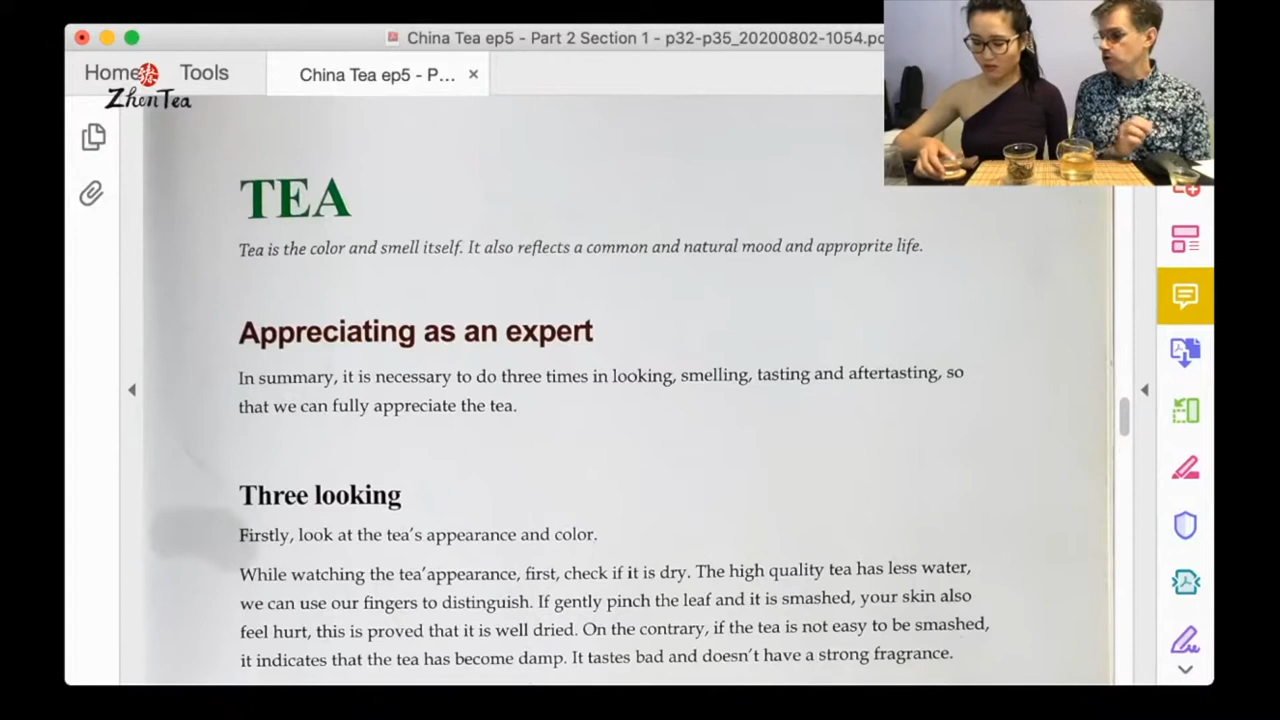 China Tea ep5 - Part 2 Section 1 - p32-p35_20200802-1054.pd
Home
Tools
China Tea ep5 - P...
臻
ZhenTea
TEA
Tea is the color and smell itself. It also reflects a common and natural mood and approprite life.
Appreciating as an expert
In summary, it is necessary to do three times in looking, smelling, tasting and aftertasting, so
that we can fully appreciate the tea.
Three looking
Firstly, look at the tea's appearance and color.
While watching the tea'appearance, first, check if it is dry. The high quality tea has less water,
we can use our fingers to distinguish. If gently pinch the leaf and it is smashed, your skin also
feel hurt, this is proved that it is well dried. On the contrary, if the tea is not easy to be smashed,
it indicates that the tea has become damp. It tastes bad and doesn't have a strong fragrance.